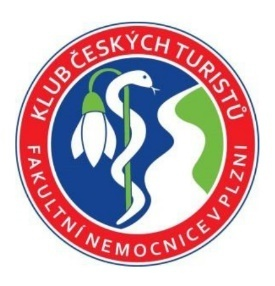 KLUB ČESKÝCH TURISTŮ
FAKULTNÍ NEMOCNICE V PLZNI